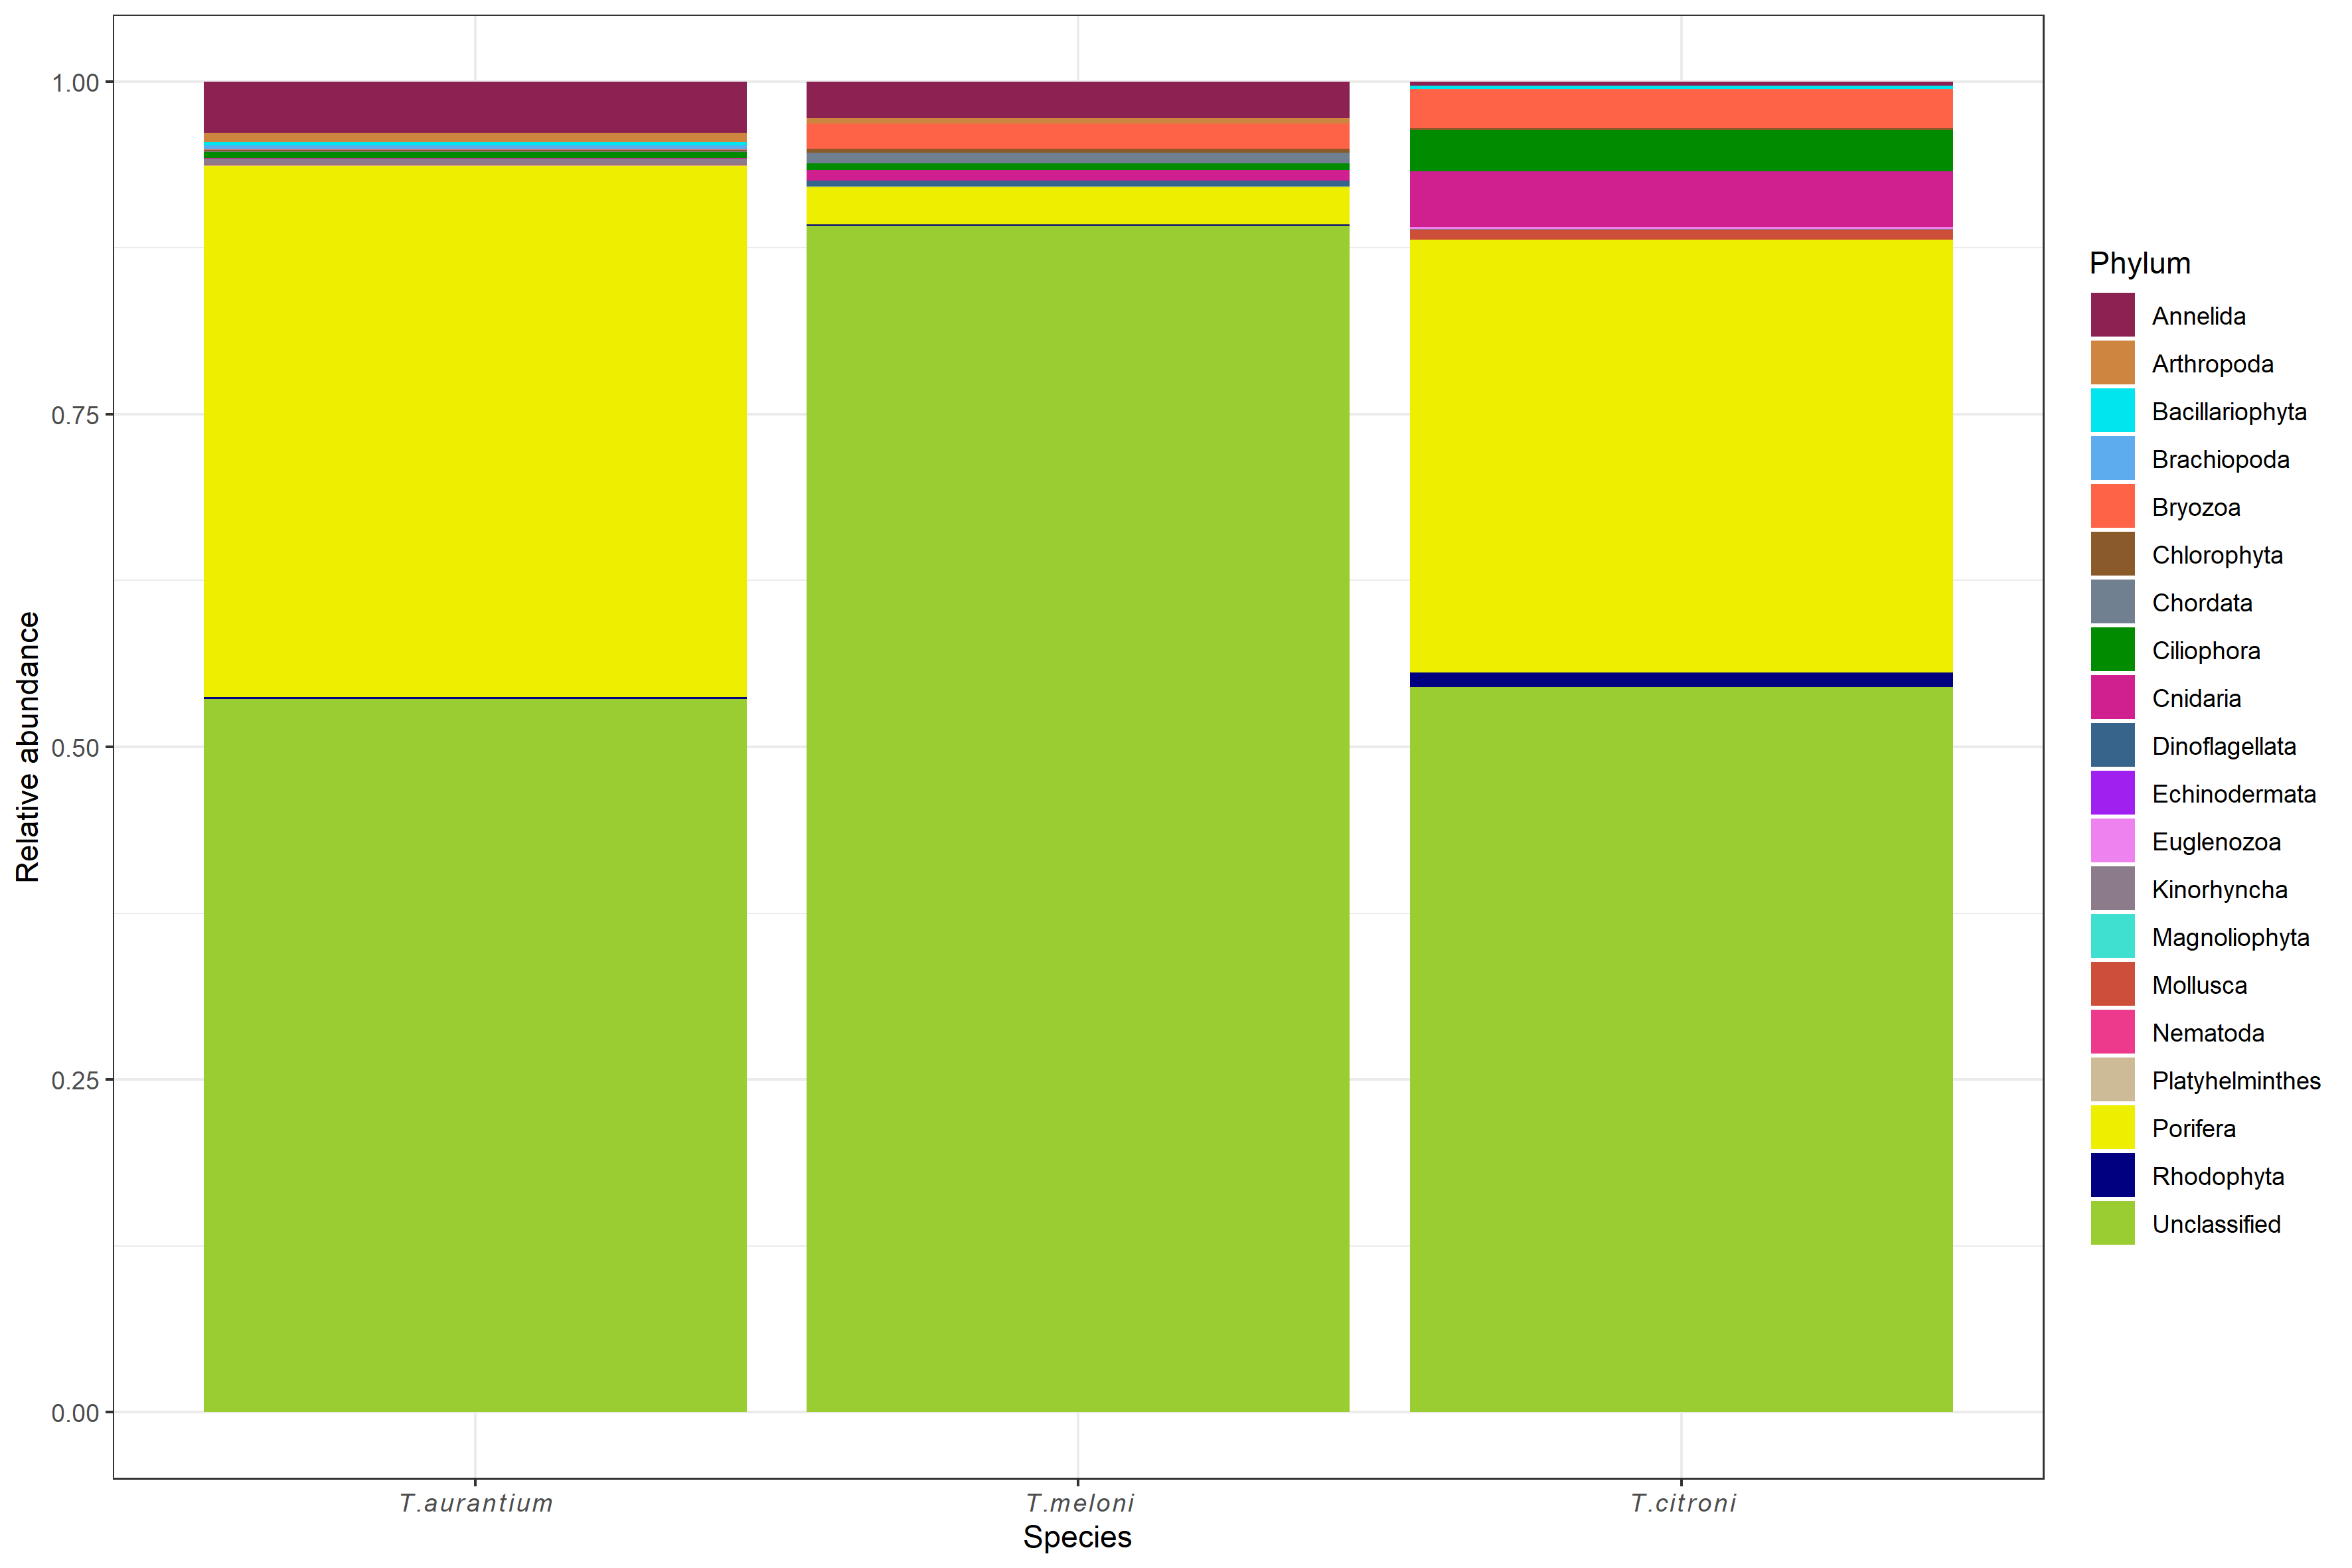 1.00
0.75
0.50
0.25
0.00
Relative abundance
T.aurantium
T.meloni
T.citroni
Species
Phylum
Annelida
Arthropoda
Bacillariophyta
Brachiopoda
Bryozoa
Chlorophyta
Chordata
Ciliophora
Cnidaria
Dinoflagellata
Echinodermata
Euglenozoa
Kinorhyncha
Magnoliophyta
Mollusca
Nematoda
Platyhelminthes
Porifera
Rhodophyta
Unclassified